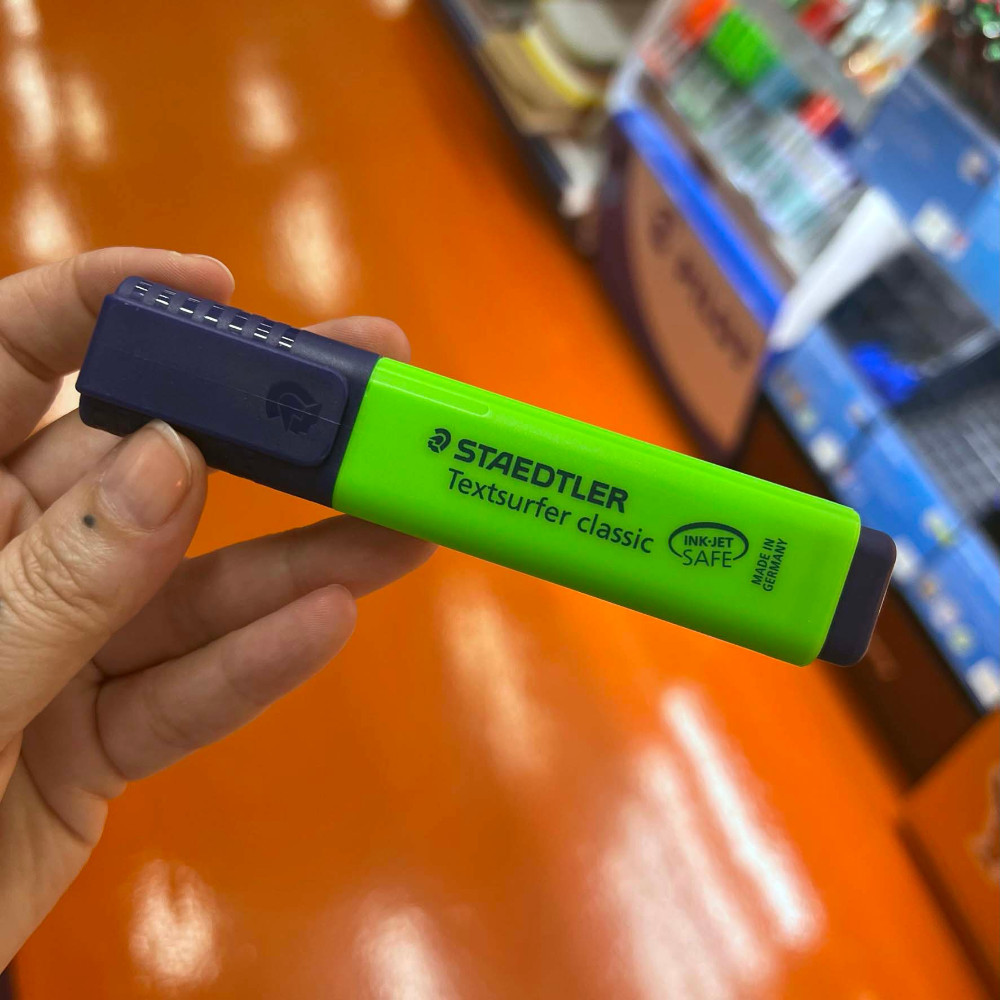 STAEDTLER
Textsurfer classic
INK-JET
SAFE
MADE IN
GERMANY